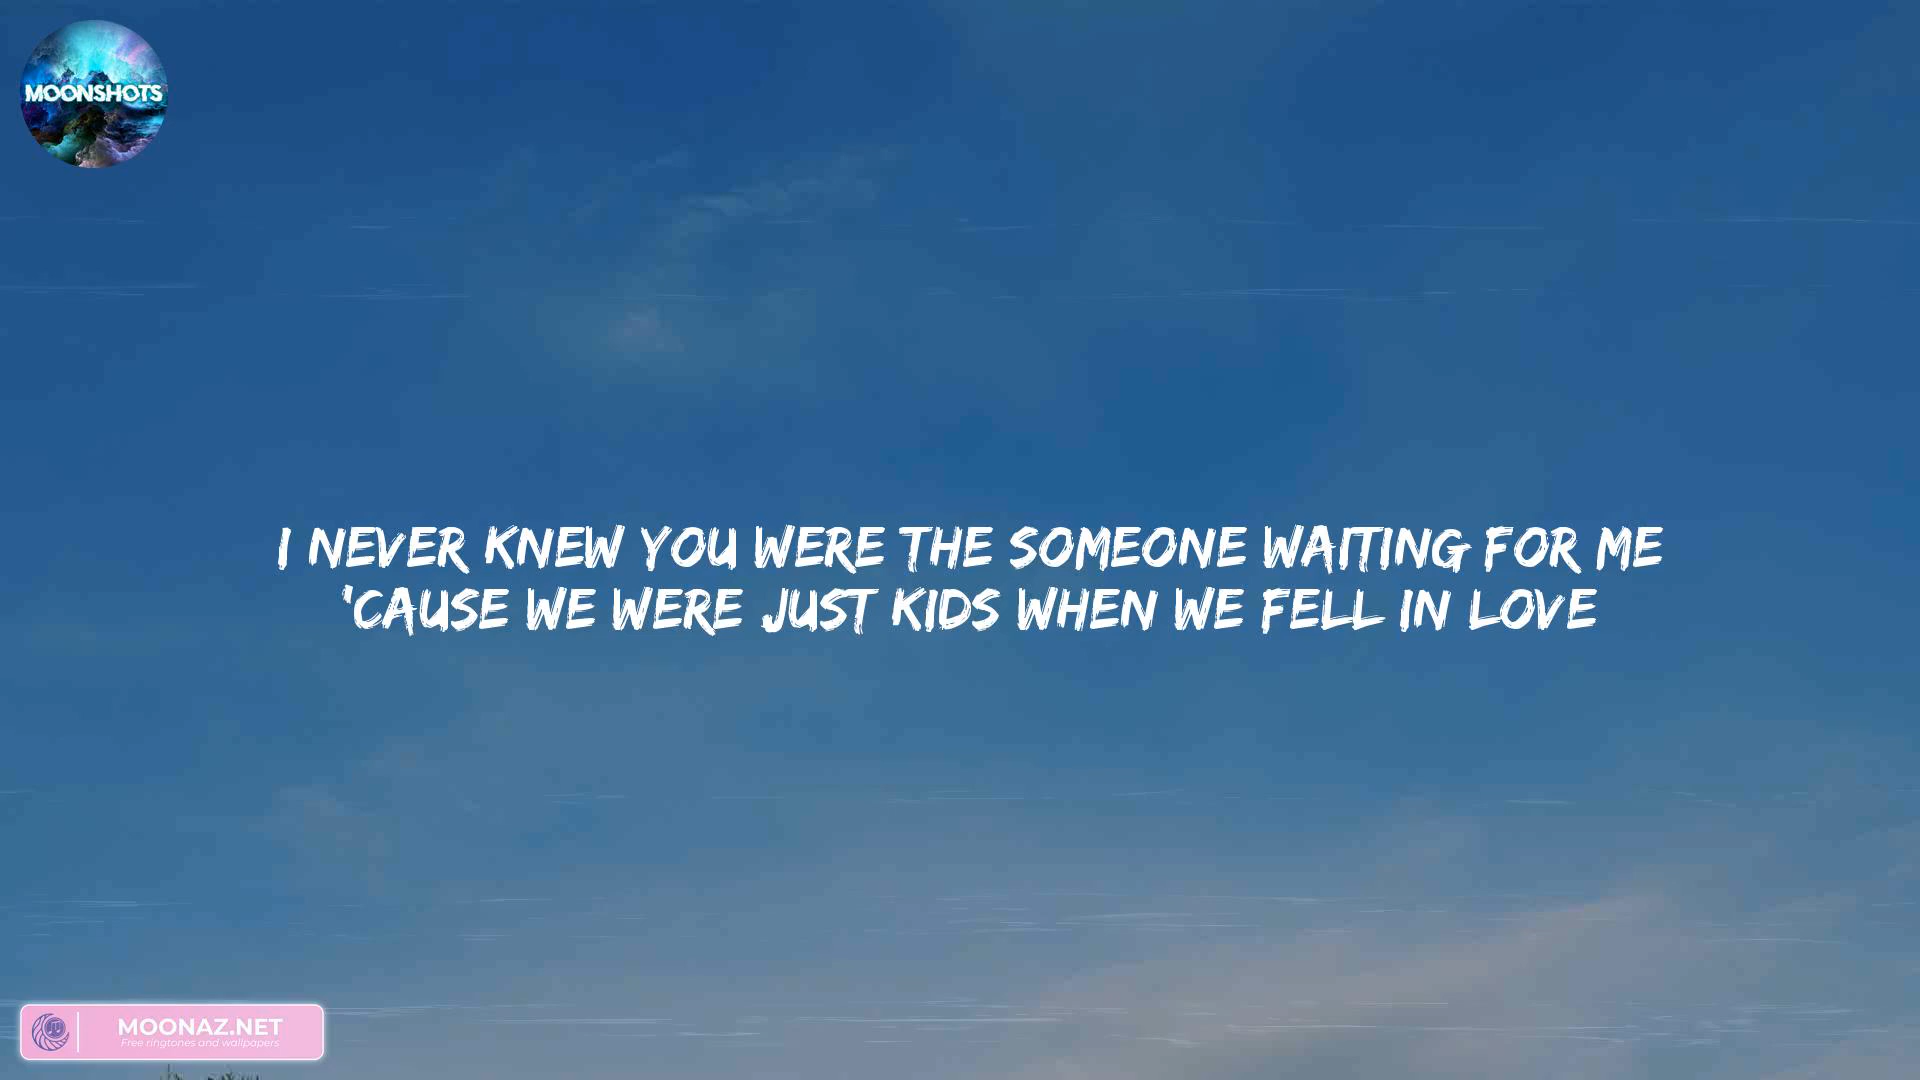 MOONSHOTS
I NEVER KNEW YOU WERE THE SOMEONE WAITING FOR ME
'CAUSE WE WERE JUST KIDS WHEN WE FELL IN LOVE
MOONAZ.NET
Free ringtones and wallpapers